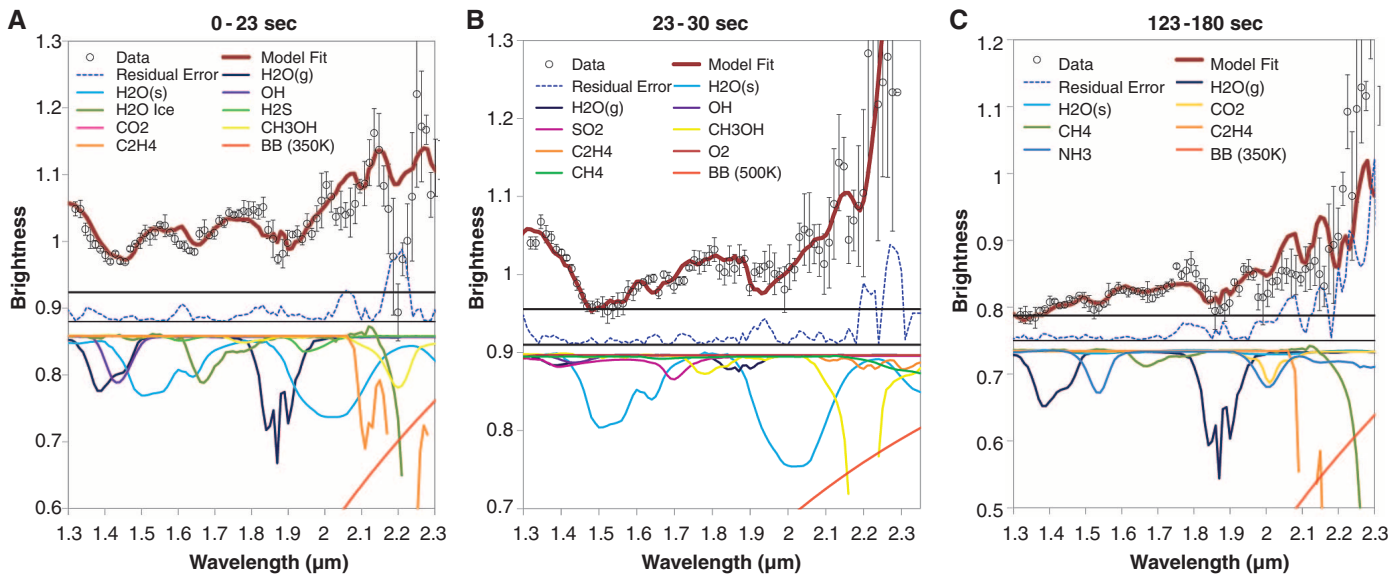 A
0 - 23 sec
1.3
1.2
1.1
1
0.9
0.8
0.7
0.6
Brightness
Data
Model Fit
Residual Error
H2O(g)
H2O(s)
OH
H2O Ice
H2S
CO2
CH3OH
C2H4
BB (350K)
1.3 1.4 1.5 1.6 1.7 1.8 1.9 2 2.1 2.2 2.3
Wavelength (µm)
B
23 - 30 sec
1.3
1.2
1.1
1
0.9
0.8
0.7
Brightness
Data
Model Fit
Residual Error
H2O(s)
H2O(g)
OH
SO2
CH3OH
C2H4
O2
CH4
BB (500K)
1.3 1.4 1.5 1.6 1.7 1.8 1.9 2 2.1 2.2 2.3
Wavelength (µm)
C
123-180 sec
1.2
1.1
1
0.9
0.8
0.7
0.6
0.5
Brightness
Data
Model Fit
Residual Error
H2O(g)
H2O(s)
CO2
CH4
C2H4
NH3
BB (350K)
1.3 1.4 1.5 1.6 1.7 1.8 1.9 2 2.1 2.2 2.3
Wavelength (µm)